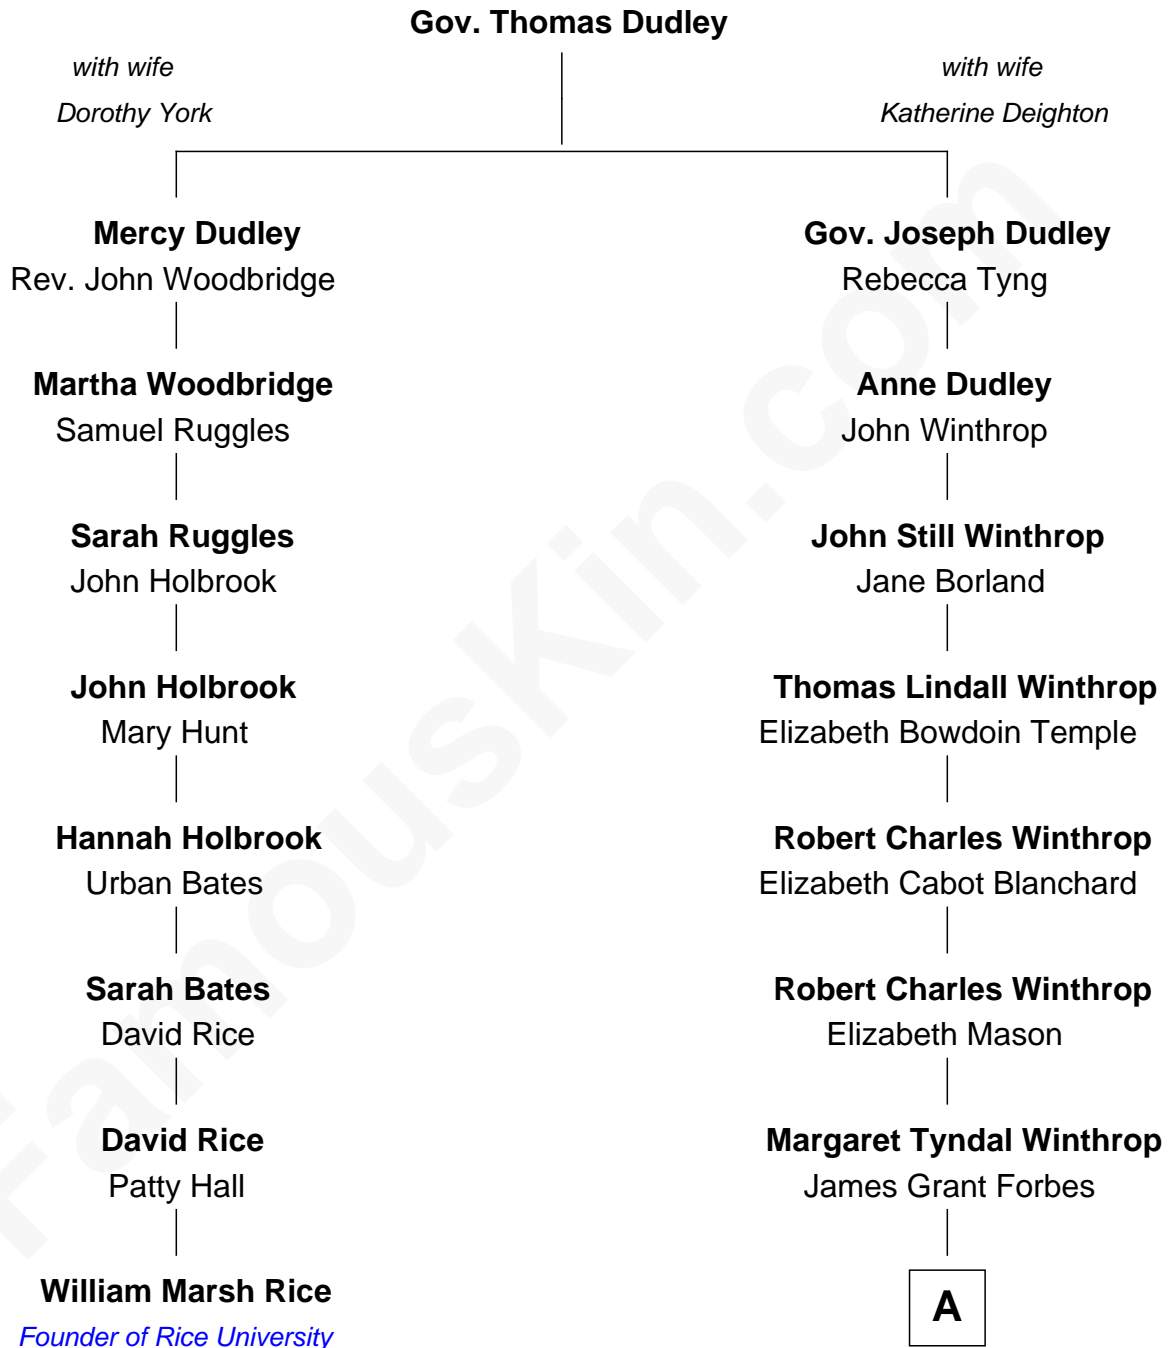 Gov. Thomas Dudley
with wife
Dorothy York
with wife
Katherine Deighton
Mercy Dudley
Rev. John Woodbridge
Gov. Joseph Dudley
Rebecca Tyng
Martha Woodbridge
Samuel Ruggles
Anne Dudley
John Winthrop
Sarah Ruggles
John Holbrook
John Still Winthrop
Jane Borland
John Holbrook
Mary Hunt
Thomas Lindall Winthrop
Elizabeth Bowdoin Temple
Hannah Holbrook
Urban Bates
Robert Charles Winthrop
Elizabeth Cabot Blanchard
Sarah Bates
David Rice
Robert Charles Winthrop
Elizabeth Mason
David Rice
Patty Hall
Margaret Tyndal Winthrop
James Grant Forbes
William Marsh Rice
Founder of Rice University
A
FamousKin.com